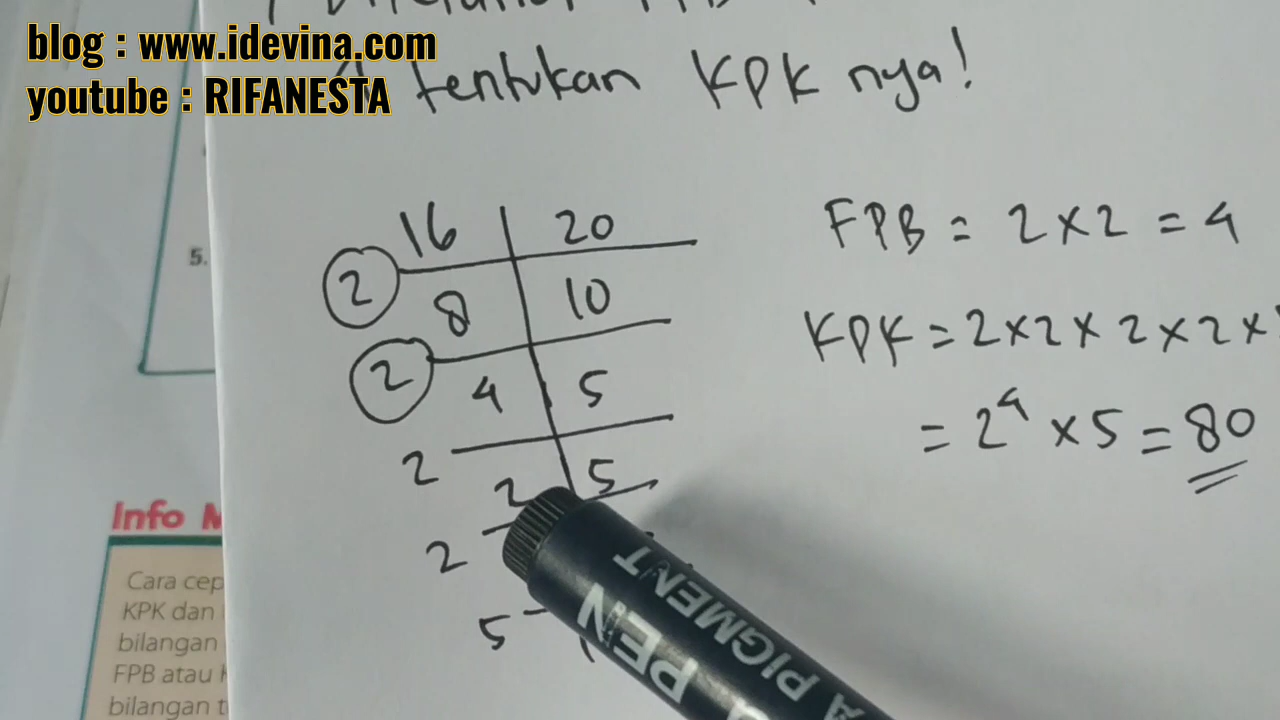 blog : www.idevina.com
youtube : RIFANESTA
tentukan KPK nya!
5.
16 20
2 8 10
2 4 5
2 2 5
2
5
FPB = 2 x 2 = 4
KPK = 2 x 2 x 2 x 2 x
= 2⁴ x 5 = 80
Info
Cara cep
KPK dan
bilangan
FPB atau
bilangan t
PEN
PIGMENT